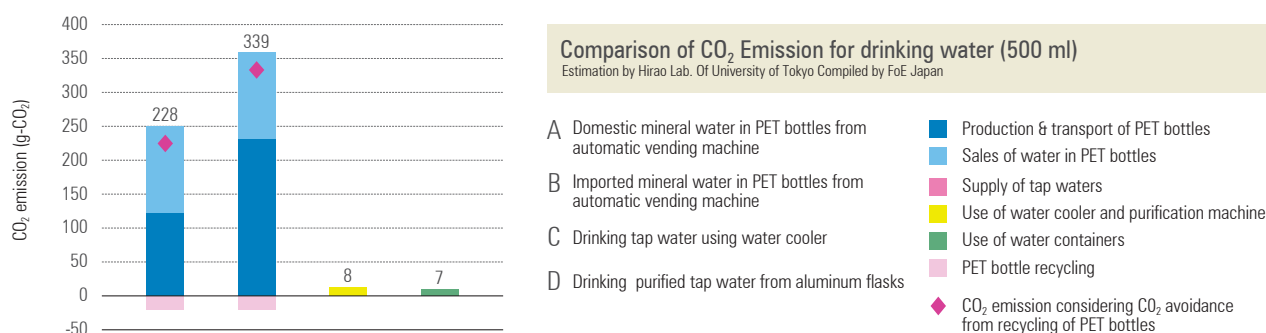 400
350
300
250
200
150
100
50
0
-50
CO₂ emission (g-CO₂)
228
339
8
7
Comparison of CO₂ Emission for drinking water (500 ml)
Estimation by Hirao Lab. Of University of Tokyo Compiled by FoE Japan
A Domestic mineral water in PET bottles from
automatic vending machine
B Imported mineral water in PET bottles from
automatic vending machine
C Drinking tap water using water cooler
D Drinking purified tap water from aluminum flasks
Production & transport of PET bottles
Sales of water in PET bottles
Supply of tap waters
Use of water cooler and purification machine
Use of water containers
PET bottle recycling
CO₂ emission considering CO₂ avoidance
from recycling of PET bottles